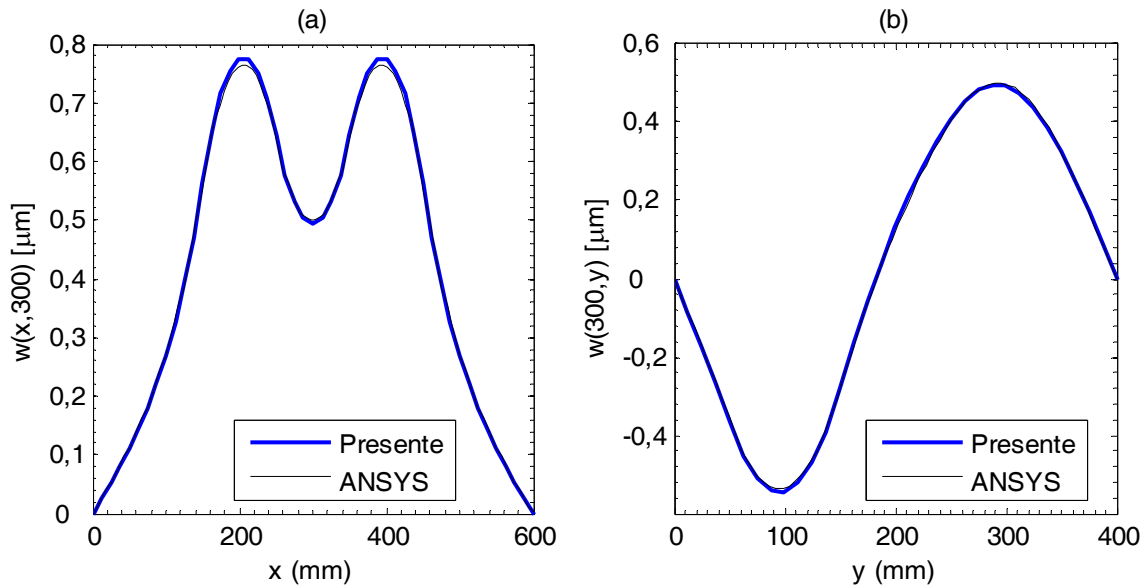 (a)
0,8
0,7
0,6
0,5
0,4
0,3
0,2
0,1
0
w(x,300) [μm]
0 200 400 600
x (mm)
Presente
ANSYS
(b)
0,6
0,4
0,2
0
-0,2
-0,4
w(300,y) [μm]
0 100 200 300 400
y (mm)
Presente
ANSYS